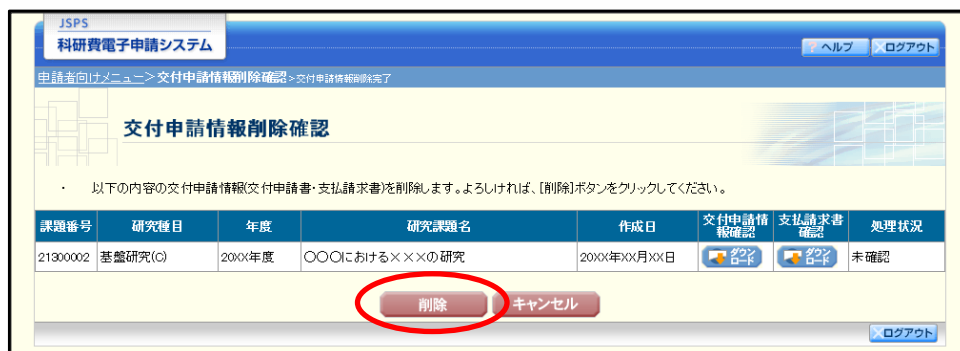 JSPS
科研費電子申請システム
ヘルプ ログアウト
申請者向けメニュー>交付申請情報削除確認>交付申請情報削除完了
交付申請情報削除確認
・ 以下の内容の交付申請情報(交付申請書・支払請求書)を削除します。よろしければ、[削除]ボタンをクリックしてください。
課題番号 研究種目 年度 研究課題名 作成日 交付申請情報確認 支払請求書確認 処理状況
21300002 基盤研究(C) 20XX年度 〇〇〇における×××の研究 20XX年XX月XX日 ダウンロード ダウンロード 未確認
削除 キャンセル
ログアウト